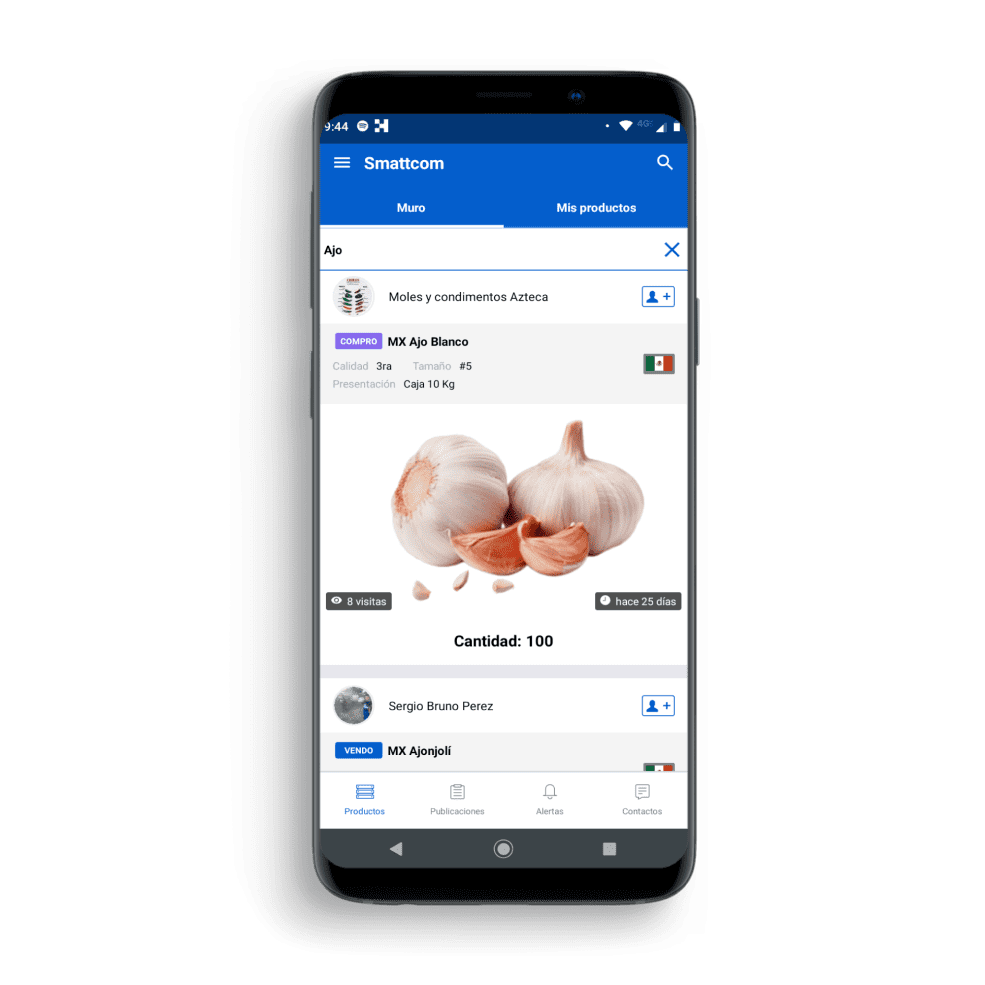 9:44
4G
Smattcom
Muro Mis productos
Ajo
Moles y condimentos Azteca
COMPRO MX Ajo Blanco
Calidad 3ra Tamaño #5
Presentación Caja 10 Kg
8 visitas hace 25 días
Cantidad: 100
Sergio Bruno Perez
VENDO MX Ajonjolí
Productos Publicaciones Alertas Contactos